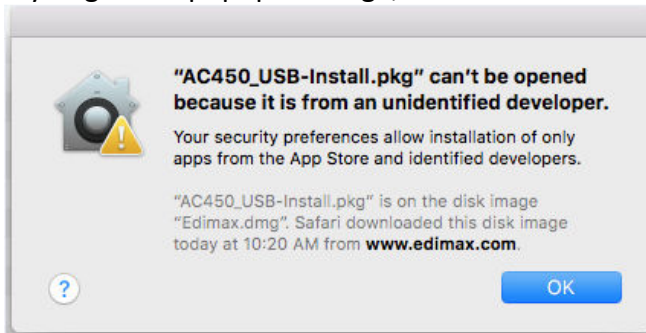 "AC450_USB-Install.pkg" can't be opened
because it is from an unidentified developer.
Your security preferences allow installation of only
apps from the App Store and identified developers.
"AC450_USB-Install.pkg" is on the disk image
"Edimax.dmg". Safari downloaded this disk image
today at 10:20 AM from www.edimax.com.
?
OK